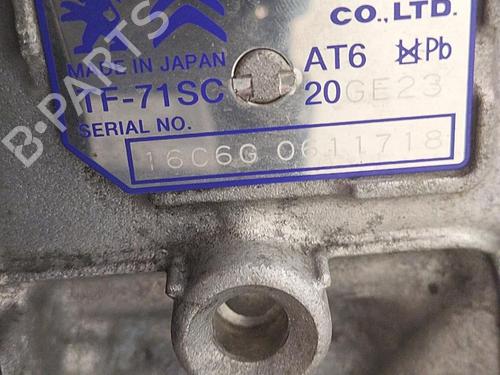 CO., LTD.
MADE IN JAPAN
AT6 Pb
TF-71SC
20GE23
SERIAL NO.
16C6G 0611718
B-PARTS